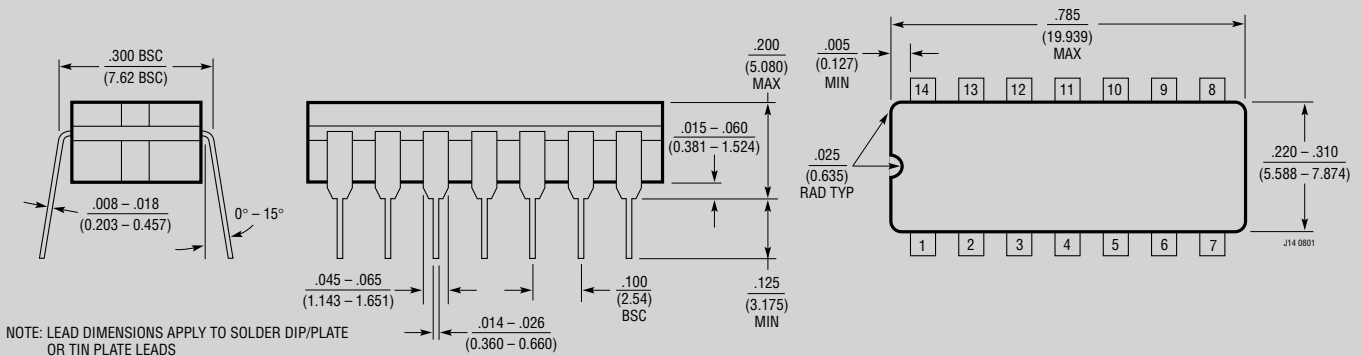 .300 BSC
(7.62 BSC)
.008 – .018
(0.203 – 0.457)
0° – 15°
.200
(5.080)
MAX
.015 – .060
(0.381 – 1.524)
.045 – .065
(1.143 – 1.651)
.100
(2.54)
BSC
.014 – .026
(0.360 – 0.660)
.125
(3.175)
MIN
.785
(19.939)
MAX
.005
(0.127)
MIN
14 13 12 11 10 9 8
.025
(0.635)
RAD TYP
.220 – .310
(5.588 – 7.874)
1 2 3 4 5 6 7
J14 0801
NOTE: LEAD DIMENSIONS APPLY TO SOLDER DIP/PLATE
OR TIN PLATE LEADS